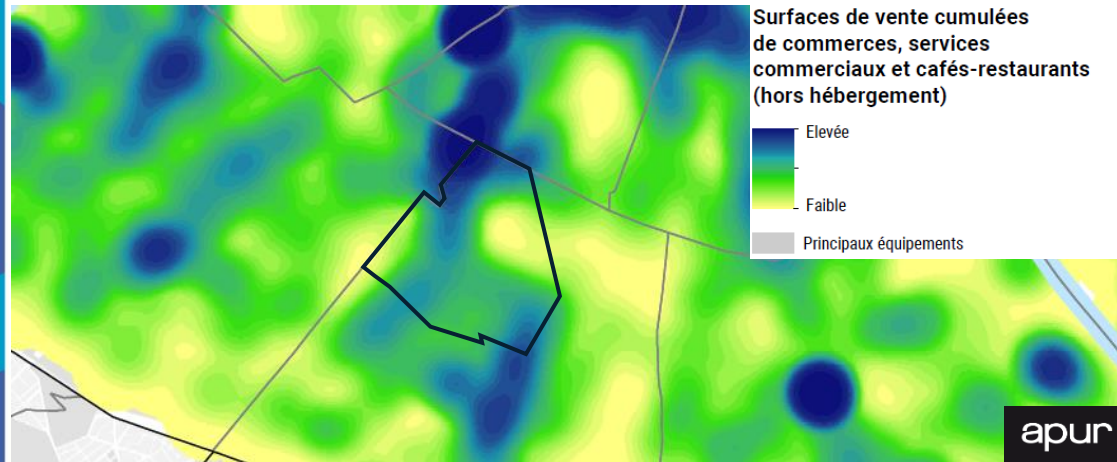 Surfaces de vente cumulées
de commerces, services
commerciaux et cafés-restaurants
(hors hébergement)
Elevée
Faible
Principaux équipements
apur